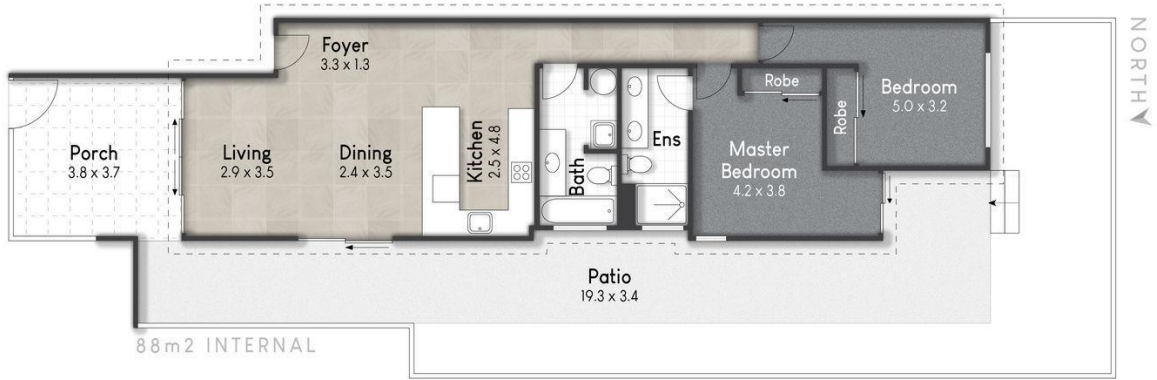 NORTH
Foyer
3.3 x 1.3
Porch
3.8 x 3.7
Living
2.9 x 3.5
Dining
2.4 x 3.5
Kitchen
2.5 x 4.8
Bath
Ens
Robe
Master
Bedroom
4.2 x 3.8
Robe
Bedroom
5.0 x 3.2
Patio
19.3 x 3.4
88m2 INTERNAL